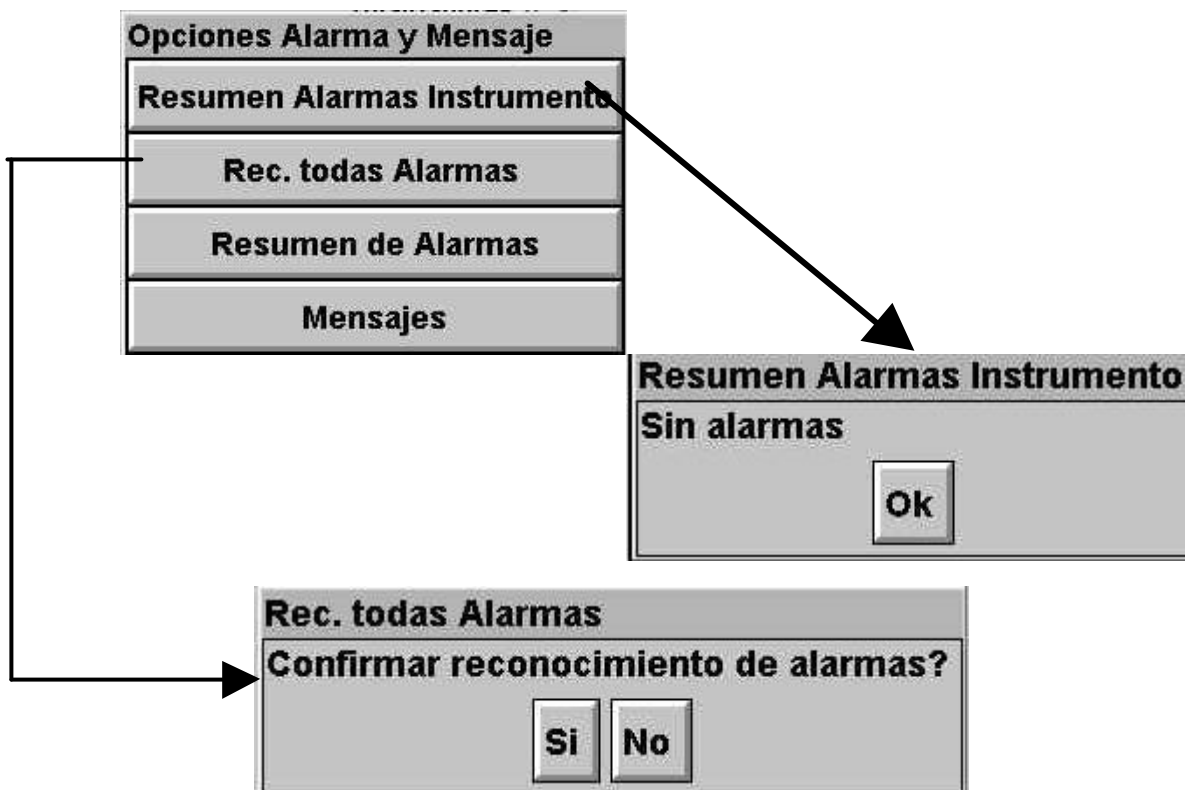 Opciones Alarma y Mensaje
Resumen Alarmas Instrumento
Rec. todas Alarmas
Resumen de Alarmas
Mensajes
Resumen Alarmas Instrumento
Sin alarmas
Ok
Rec. todas Alarmas
Confirmar reconocimiento de alarmas?
Si No